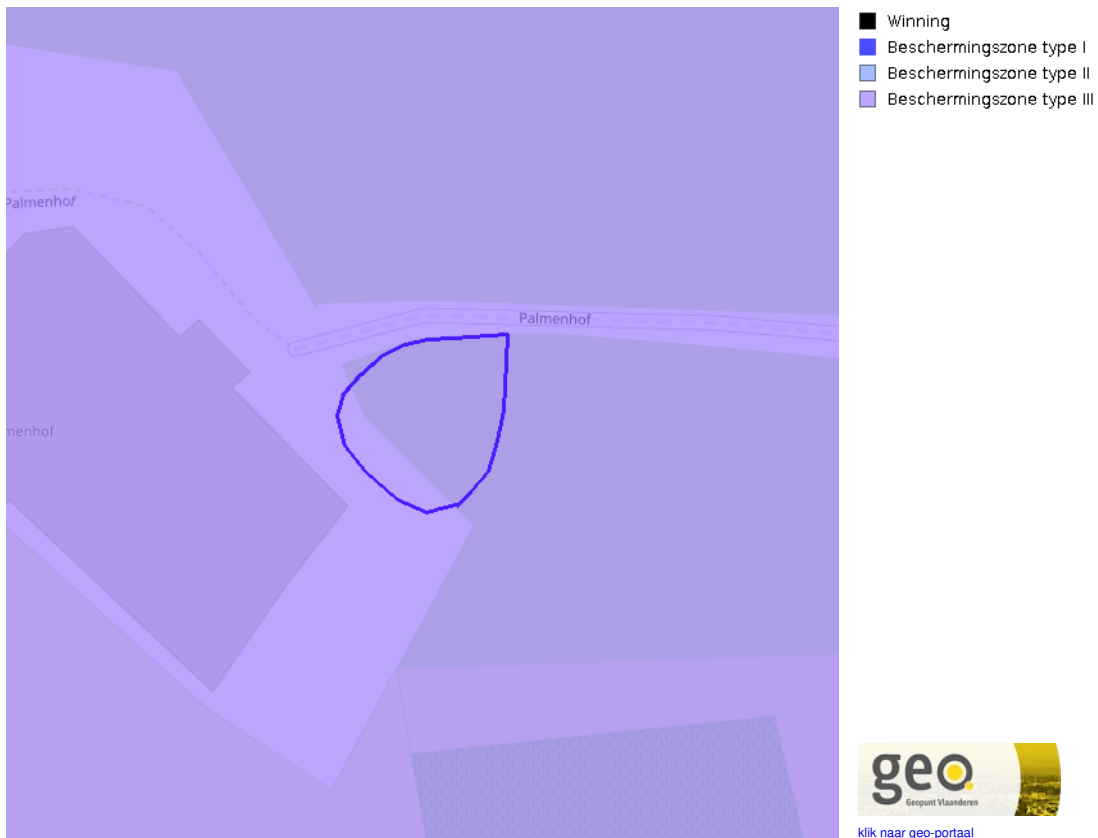 Winning
Beschermingszone type I
Beschermingszone type II
Beschermingszone type III
Palmenhof
Palmenhof
menhof
geo.
Geopunt Vlaanderen
klik naar geo-portaal